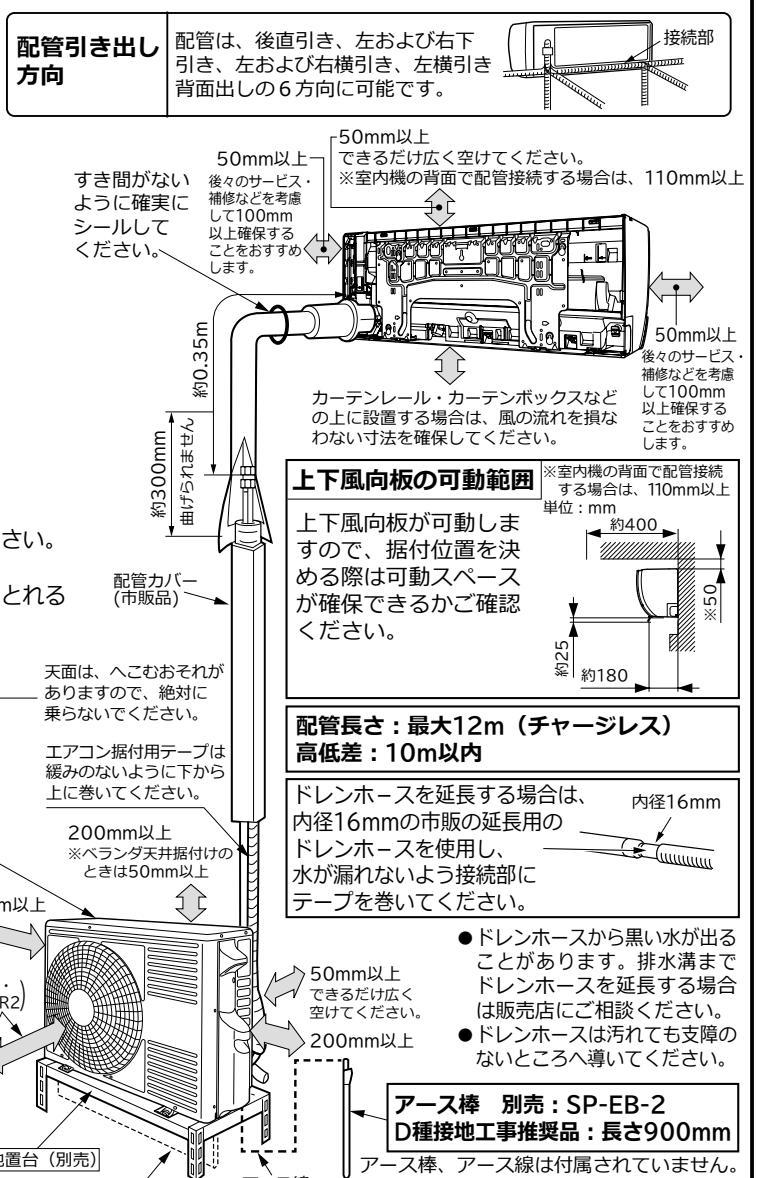 配管引き出し
方向
配管は、後直引き、左および右下
引き、左および右横引き、左横引き
背面出しの6方向に可能です。
接続部
50mm以上
できるだけ広く空けてください。
※室内機の背面で配管接続する場合は、110mm以上
50mm以上
後々のサービス・
補修などを考慮
して100mm
以上確保する
ことをおすすめ
します。
すき間がない
ように確実に
シールして
ください。
50mm以上
後々のサービス・
補修などを考慮
して100mm
以上確保する
ことをおすすめ
します。
約0.35m
約300mm
曲げられません
カーテンレール・カーテンボックスなど
の上に設置する場合は、風の流れを損な
わない寸法を確保してください。
上下風向板の可動範囲
※室内機の背面で配管接続
する場合は、110mm以上
単位:mm
上下風向板が可動しま
すので、据付位置を決
める際は可動スペース
が確保できるかご確認
ください。
約400
※50
約25
約180
さい。
とれる
配管カバー
(市販品)
天面は、へこむおそれが
ありますので、絶対に
乗らないでください。
エアコン据付用テープは
緩みのないように下から
上に巻いてください。
配管長さ:最大12m(チャージレス)
高低差:10m以内
ドレンホースを延長する場合は、
内径16mmの市販の延長用の
ドレンホースを使用し、
水が漏れないよう接続部に
テープを巻いてください。
内径16mm
200mm以上
※ベランダ天井据付けの
ときは50mm以上
m以上
R2)
50mm以上
できるだけ広く
空けてください。
200mm以上
●ドレンホースから黒い水が出る
ことがあります。排水溝まで
ドレンホースを延長する場合
は販売店にご相談ください。
●ドレンホースは汚れても支障の
ないところへ導いてください。
アース棒 別売:SP-EB-2
D種接地工事推奨品:長さ900mm
アース棒、アース線は付属されていません。
置台(別売)